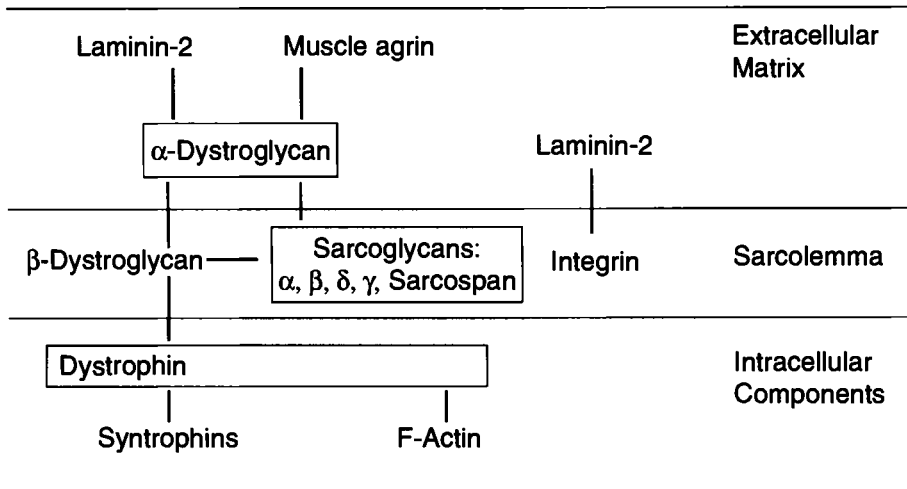 Laminin-2
Muscle agrin
Extracellular
Matrix
α-Dystroglycan
Laminin-2
β-Dystroglycan
Sarcoglycans:
α, β, δ, γ, Sarcospan
Integrin
Sarcolemma
Dystrophin
Intracellular
Components
Syntrophins
F-Actin